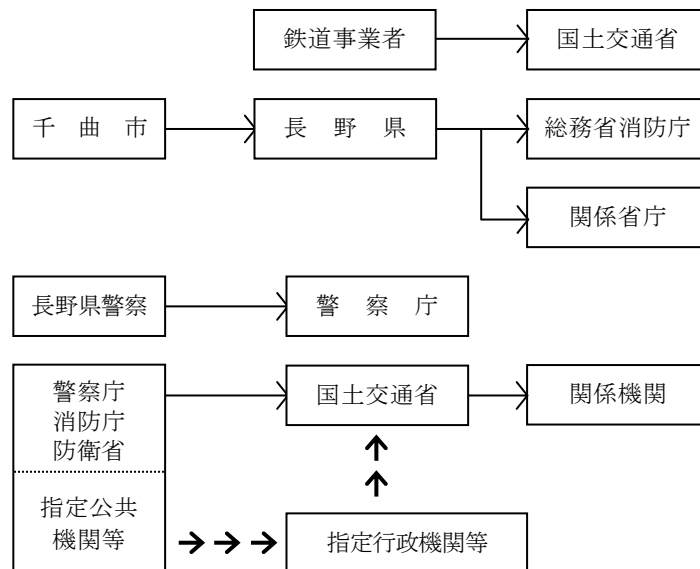 鉄道事業者
国土交通省
千曲市
長野県
総務省消防庁
関係省庁
長野県警察
警察庁
警察庁
消防庁
防衛省
国土交通省
関係機関
指定公共
機関等
指定行政機関等